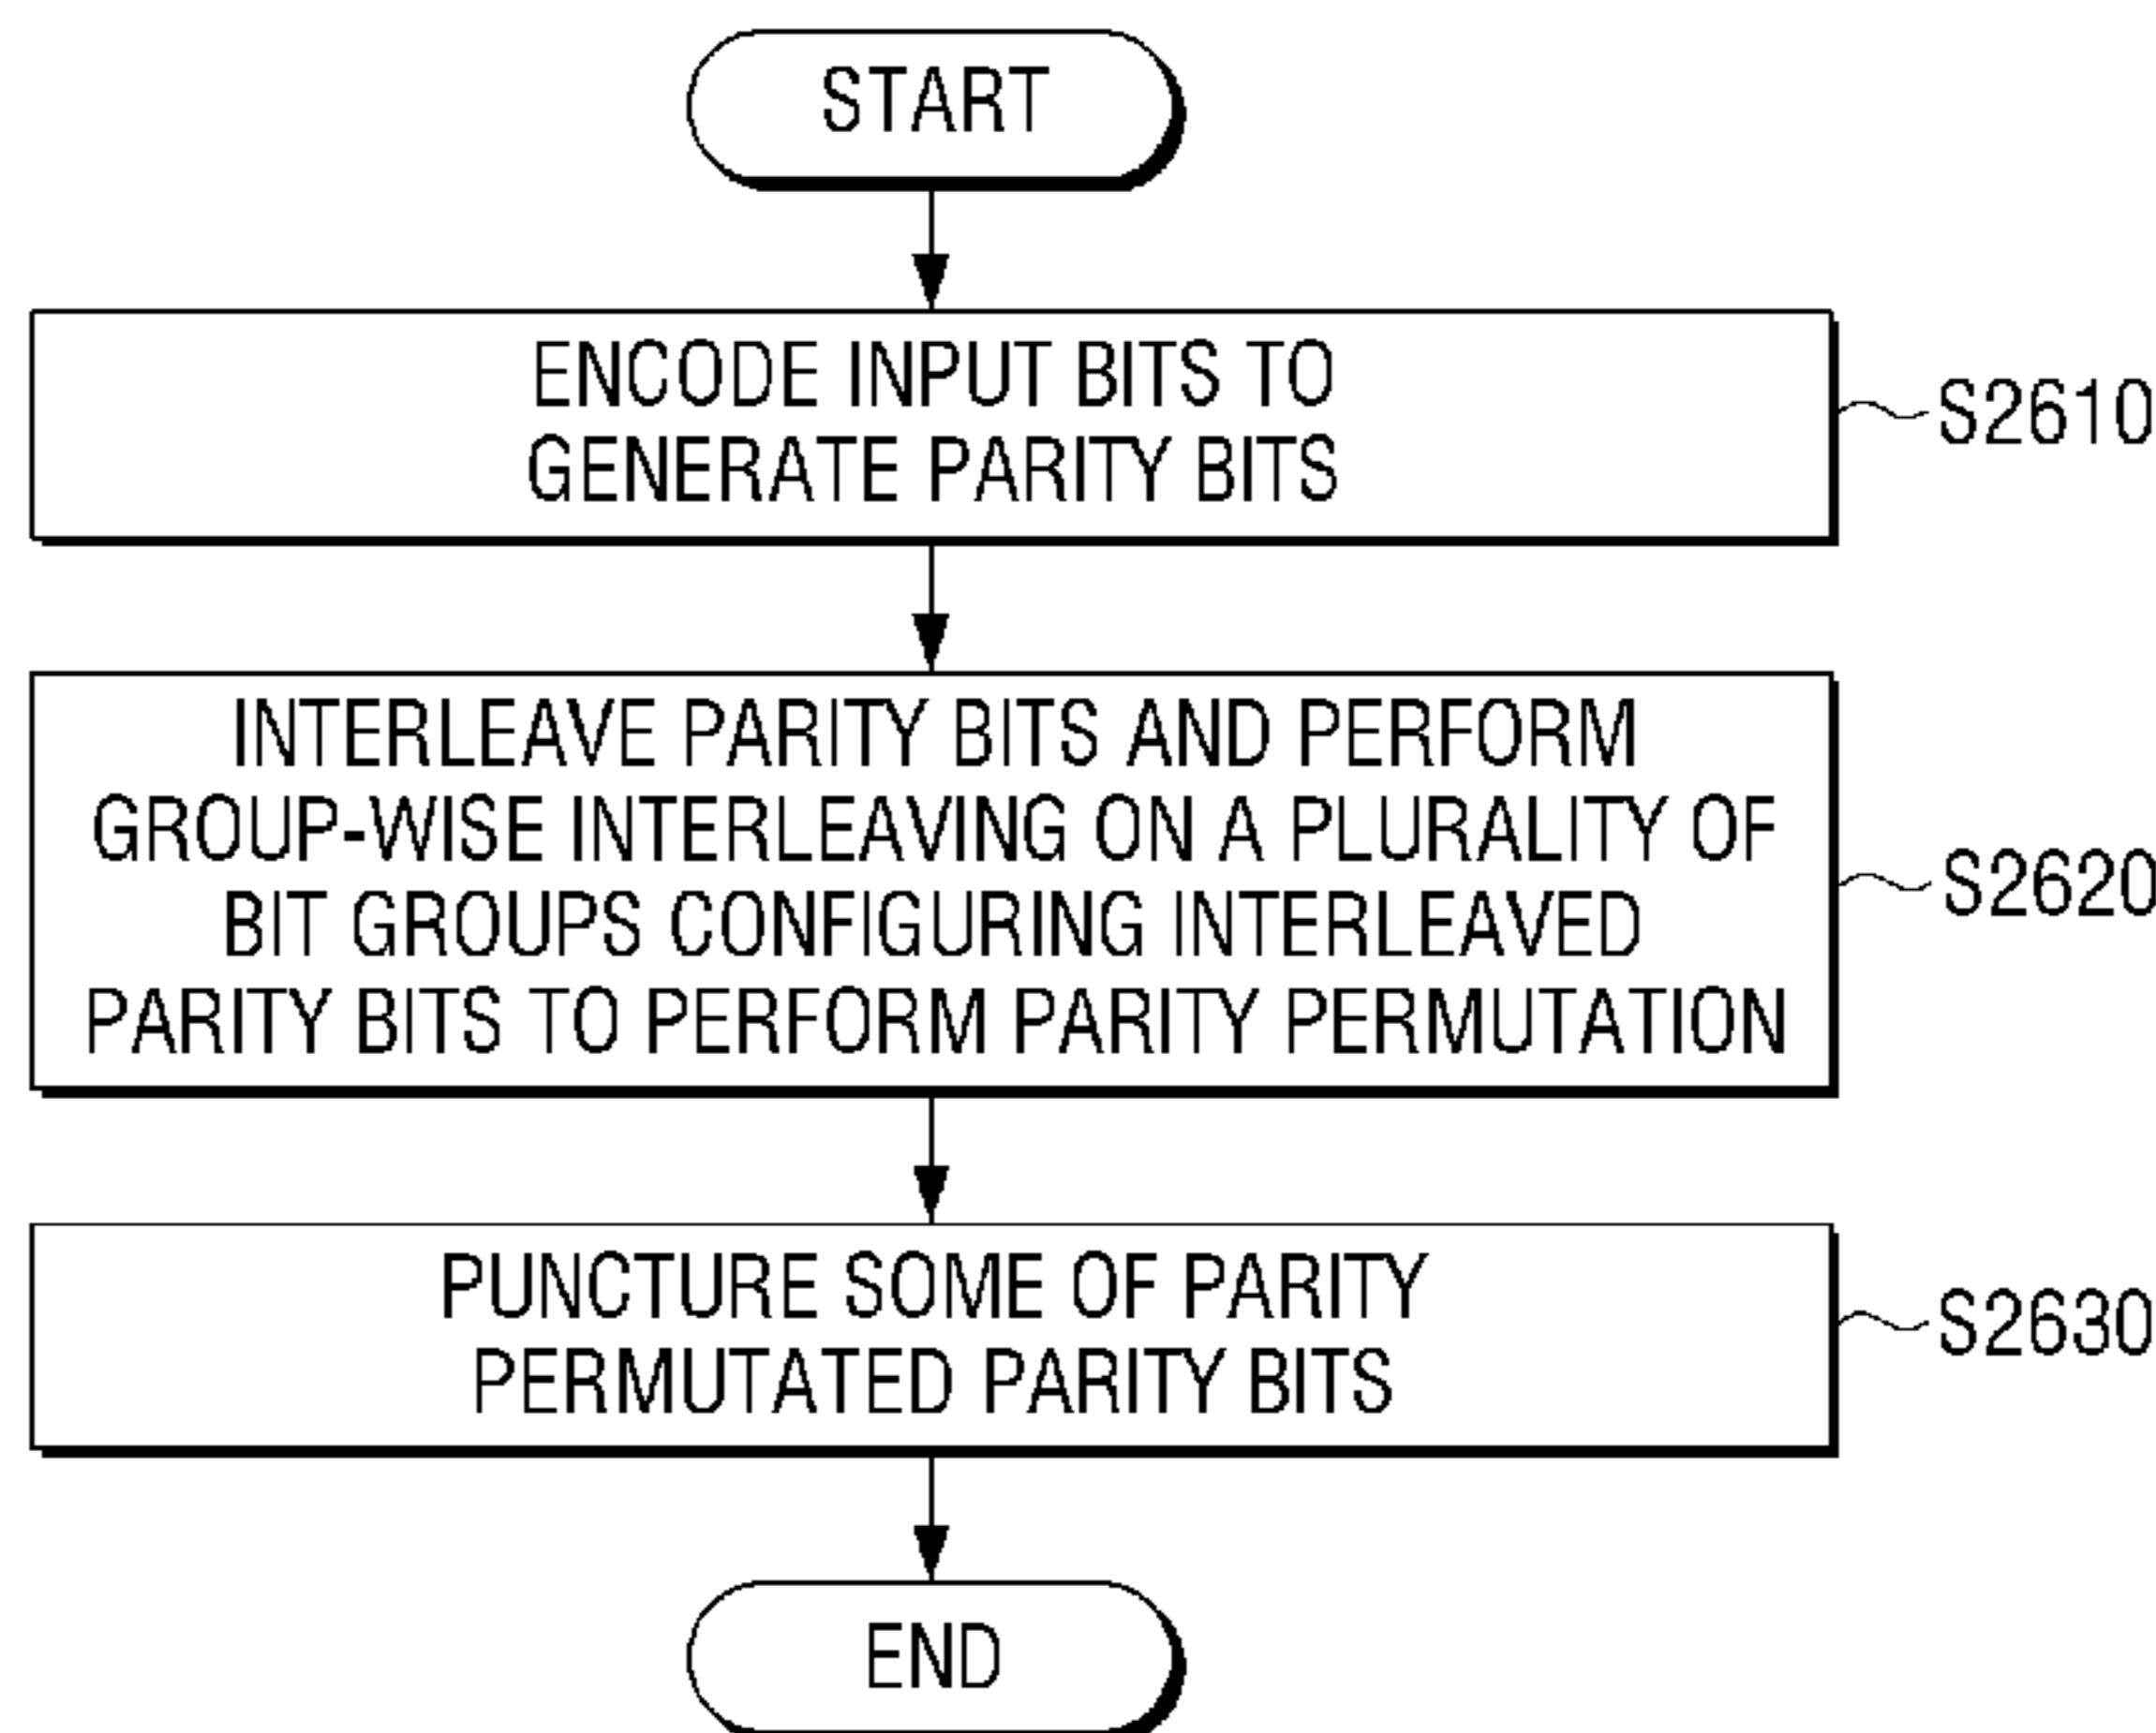 START
ENCODE INPUT BITS TO
GENERATE PARITY BITS
S2610
INTERLEAVE PARITY BITS AND PERFORM
GROUP-WISE INTERLEAVING ON A PLURALITY OF
BIT GROUPS CONFIGURING INTERLEAVED
PARITY BITS TO PERFORM PARITY PERMUTATION
S2620
PUNCTURE SOME OF PARITY
PERMUTATED PARITY BITS
S2630
END